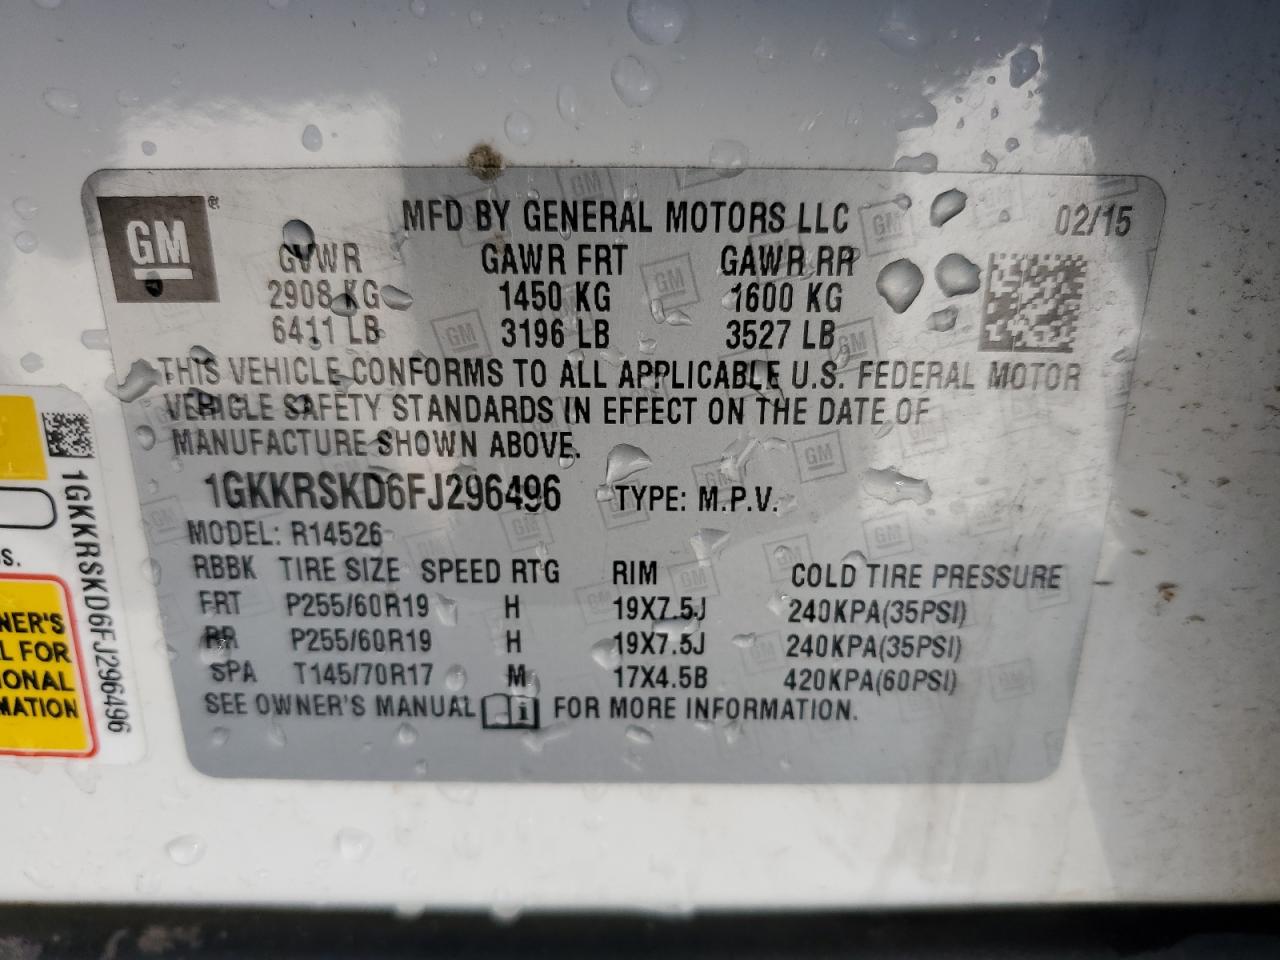 GM
MFD BY GENERAL MOTORS LLC 02/15
GVWR GAWR FRT GAWR RR
2908 KG 1450 KG 1600 KG
6411 LB 3196 LB 3527 LB
THIS VEHICLE CONFORMS TO ALL APPLICABLE U.S. FEDERAL MOTOR
VEHICLE SAFETY STANDARDS IN EFFECT ON THE DATE OF
MANUFACTURE SHOWN ABOVE.
1GKKRSKD6FJ296496 TYPE: M.P.V.
MODEL: R14526
RBBK TIRE SIZE SPEED RTG RIM COLD TIRE PRESSURE
FRT P255/60R19 H 19X7.5J 240KPA(35PSI)
RR P255/60R19 H 19X7.5J 240KPA(35PSI)
SPA T145/70R17 M 17X4.5B 420KPA(60PSI)
SEE OWNER'S MANUAL i FOR MORE INFORMATION.
1GKKRSKD6FJ296496
S.
NER'S
L FOR
IONAL
MATION